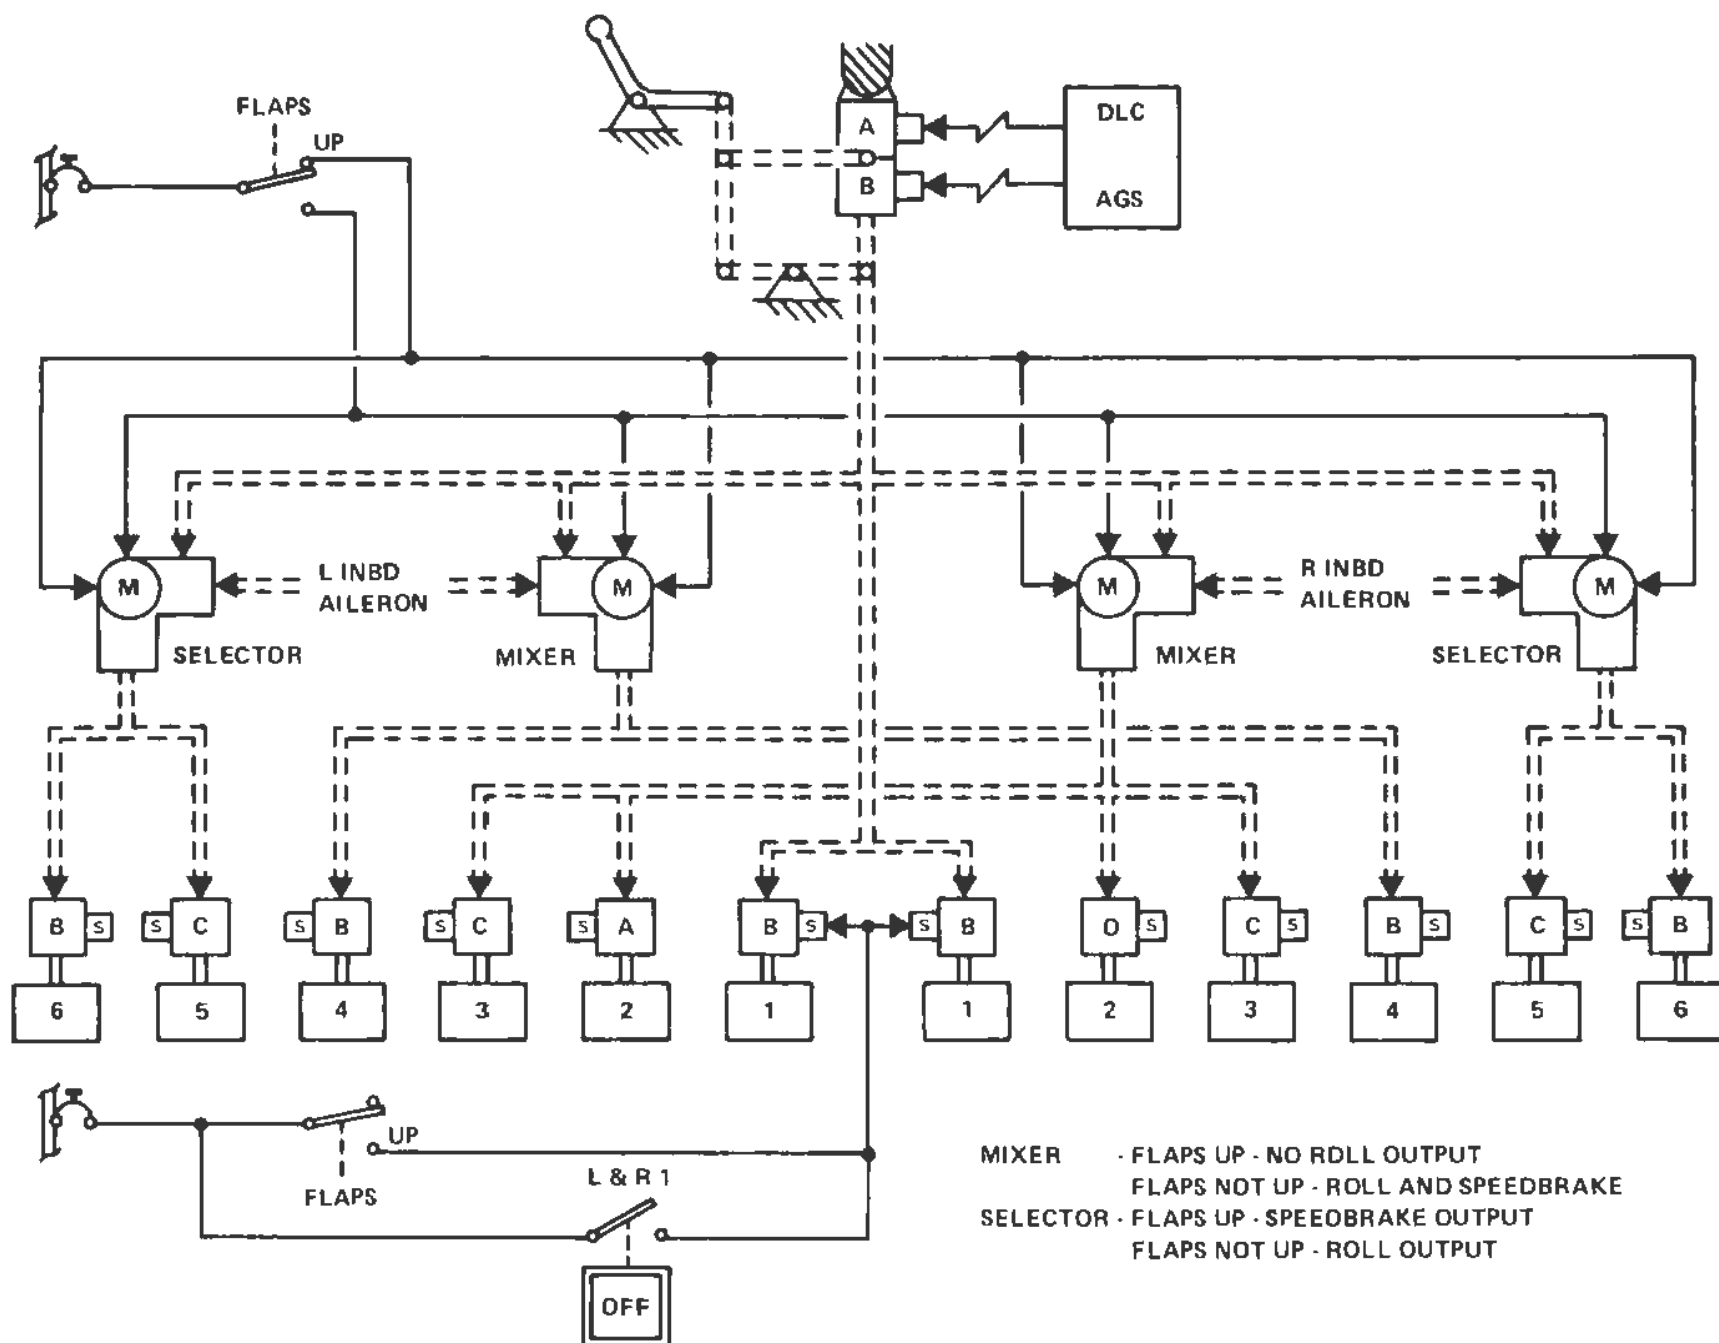 FLAPS
UP
A
B
DLC
AGS
M
M
M
M
L INBD
AILERON
R INBD
AILERON
SELECTOR
MIXER
MIXER
SELECTOR
B S
S C
S B
S C
S A
B S
S B
D S
C S
B S
C S
S B
6
5
4
3
2
1
1
2
3
4
5
6
UP
FLAPS
L & R 1
OFF
MIXER - FLAPS UP - NO ROLL OUTPUT
FLAPS NOT UP - ROLL AND SPEEDBRAKE
SELECTOR - FLAPS UP - SPEEDBRAKE OUTPUT
FLAPS NOT UP - ROLL OUTPUT